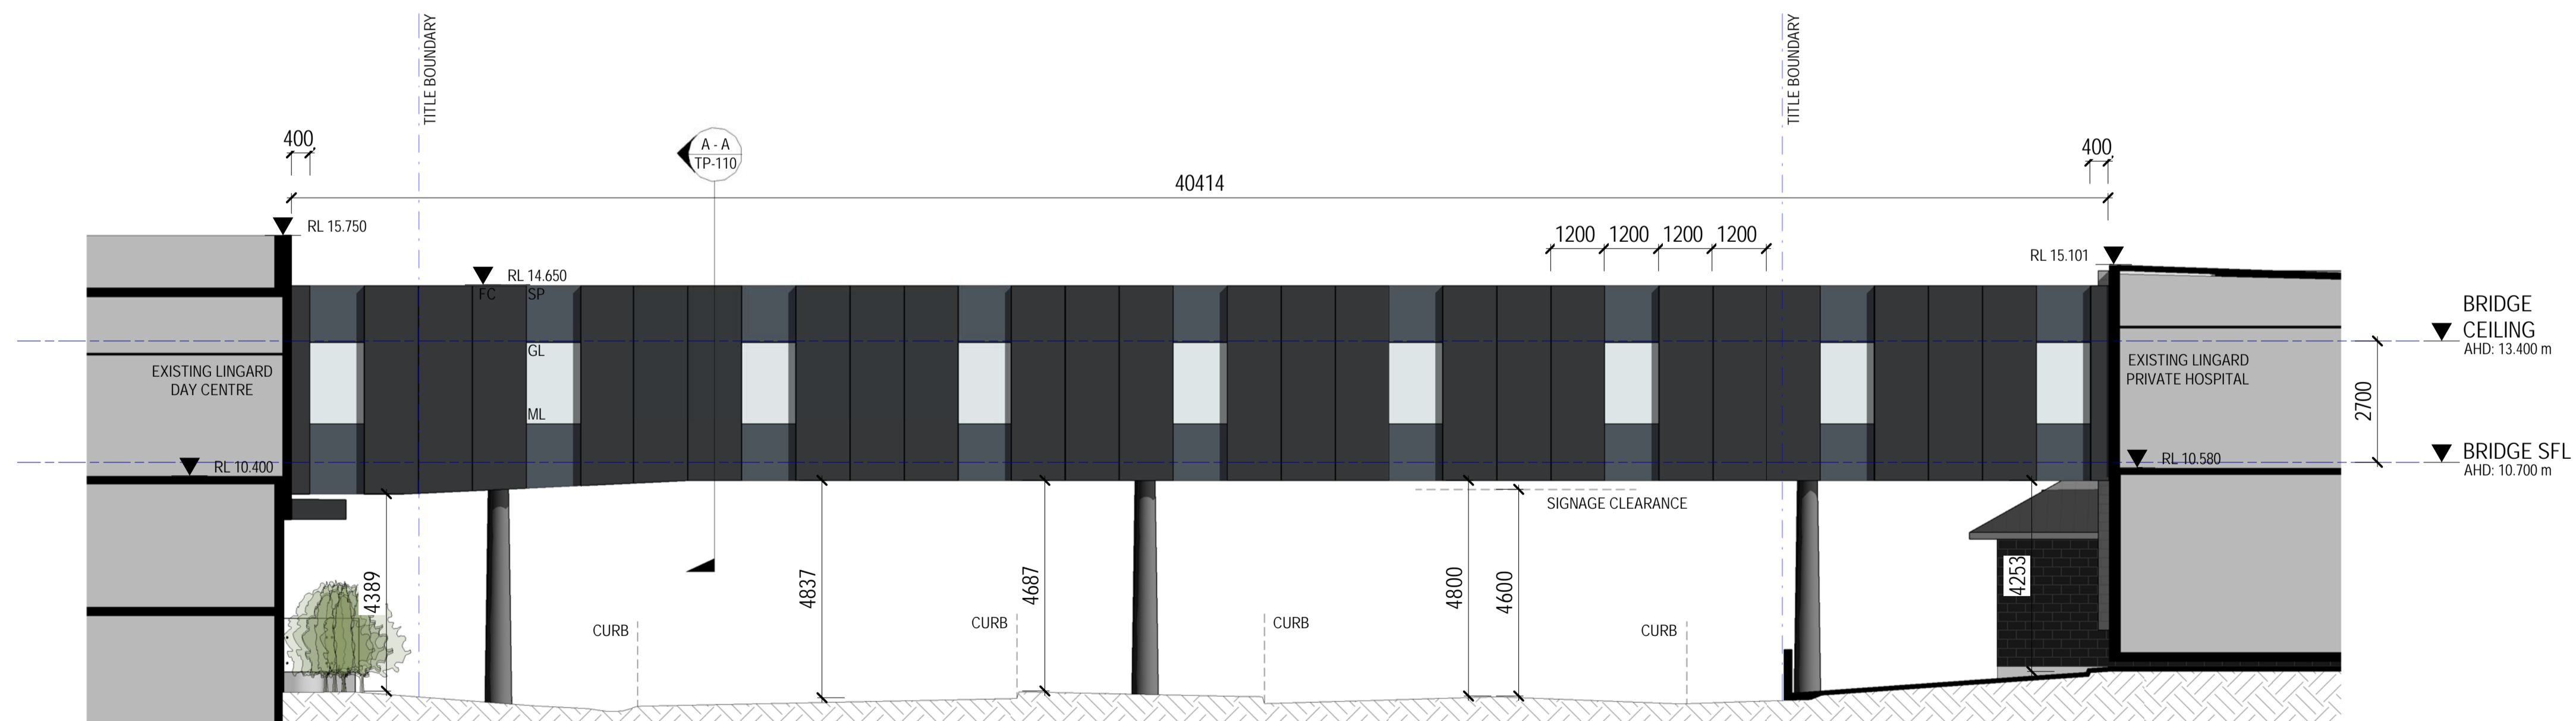 TITLE BOUNDARY
TITLE BOUNDARY
400
A - A
TP-110
400
40414
RL 15.750
1200 1200 1200 1200
RL 15.101
RL 14.650
FC SP
BRIDGE
CEILING
AHD: 13.400 m
GL
EXISTING LINGARD
DAY CENTRE
EXISTING LINGARD
PRIVATE HOSPITAL
2700
ML
RL 10.400
RL 10.580
BRIDGE SFL
AHD: 10.700 m
SIGNAGE CLEARANCE
4389
4837
4687
4800
4600
4253
CURB
CURB
CURB
CURB